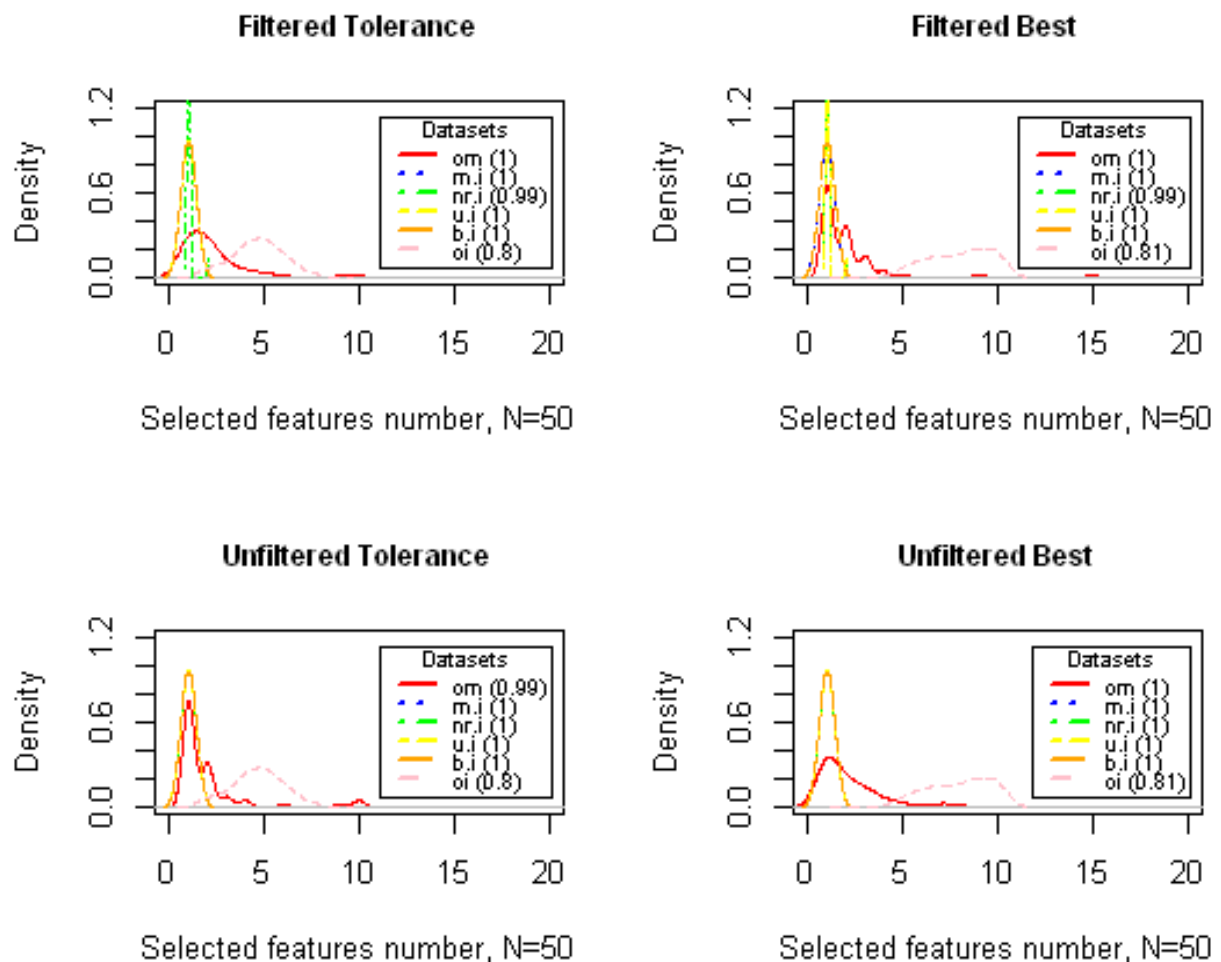 Filtered Tolerance
Density
0.0 0.6 1.2
Datasets
om (1)
m.i (1)
nr.i (0.99)
u.i (1)
b.i (1)
oi (0.8)
0 5 10 15 20
Selected features number, N=50
Filtered Best
Density
0.0 0.6 1.2
Datasets
om (1)
m.i (1)
nr.i (0.99)
u.i (1)
b.i (1)
oi (0.81)
0 5 10 15 20
Selected features number, N=50
Unfiltered Tolerance
Density
0.0 0.6 1.2
Datasets
om (0.99)
m.i (1)
nr.i (1)
u.i (1)
b.i (1)
oi (0.8)
0 5 10 15 20
Selected features number, N=50
Unfiltered Best
Density
0.0 0.6 1.2
Datasets
om (1)
m.i (1)
nr.i (1)
u.i (1)
b.i (1)
oi (0.81)
0 5 10 15 20
Selected features number, N=50